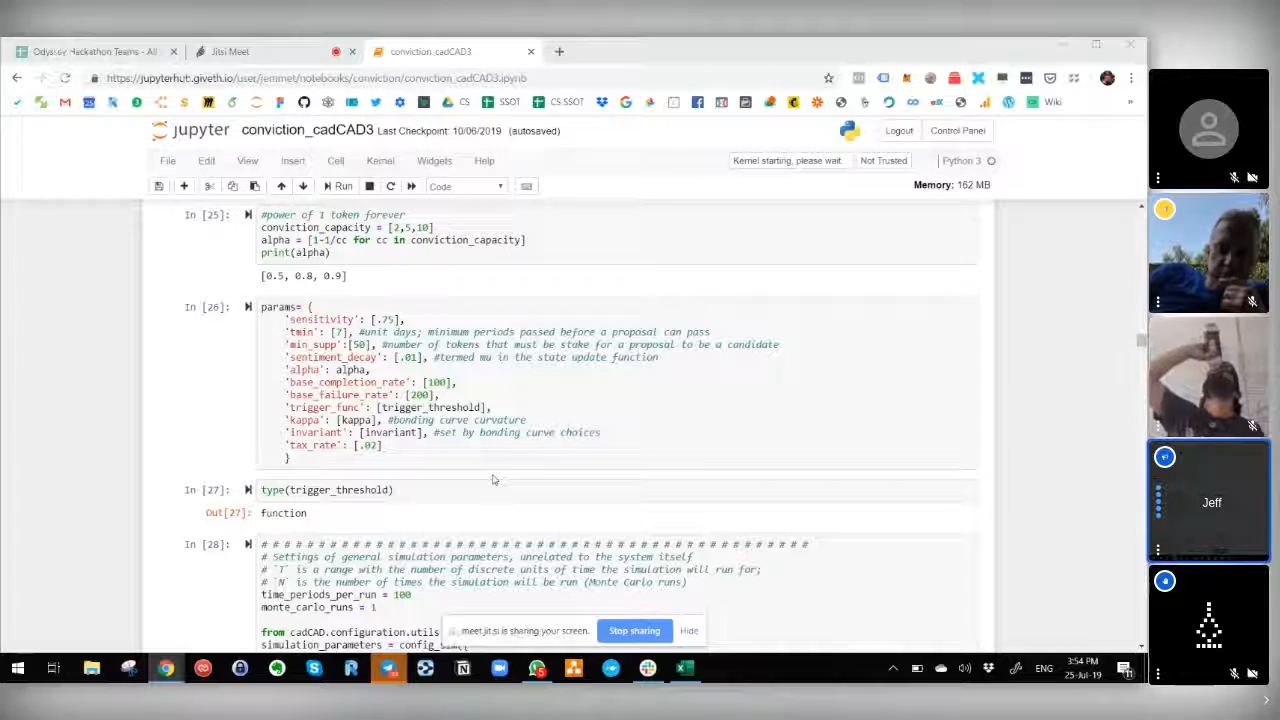 Odyssey Hackathon Teams - All
Jitsi Meet
conviction_cadCAD3
https://jupyterhub.giveth.io/user/jemmet/notebooks/conviction/conviction_cadCAD3.ipynb
CS
SSOT
CS SSOT
Wiki
jupyter
conviction_cadCAD3 Last Checkpoint: 10/06/2019 (autosaved)
Logout
Control Panel
File
Edit
View
Insert
Cell
Kernel
Widgets
Help
Kernel starting, please wait.
Not Trusted
Python 3
Run
Code
Memory: 162 MB
In [25]:
#power of 1 token forever
conviction_capacity = [2,5,10]
alpha = [1-1/cc for cc in conviction_capacity]
print(alpha)
[0.5, 0.8, 0.9]
In [26]:
params= {
'sensitivity': [.75],
'tmin': [7], #unit days; minimum periods passed before a proposal can pass
'min_supp':[50], #number of tokens that must be stake for a proposal to be a candidate
'sentiment_decay': [.01], #termed mu in the state update function
'alpha': alpha,
'base_completion_rate': [100],
'base_failure_rate': [200],
'trigger_func': [trigger_threshold],
'kappa': [kappa], #bonding curve curvature
'invariant': [invariant], #set by bonding curve choices
'tax_rate': [.02]
}
In [27]:
type(trigger_threshold)
Out[27]:
function
In [28]:
# # # # # # # # # # # # # # # # # # # # # # # # # # # # # # # # # # # # # # # # # # # # # # # #
# Settings of general simulation parameters, unrelated to the system itself
# `T` is a range with the number of discrete units of time the simulation will run for;
# `N` is the number of times the simulation will be run (Monte Carlo runs)
time_periods_per_run = 100
monte_carlo_runs = 1
from cadCAD.configuration.utils
simulation_parameters = config_sim({
meet.jit.si is sharing your screen.
Stop sharing
Hide
Jeff
ENG
3:54 PM
25-Jul-19